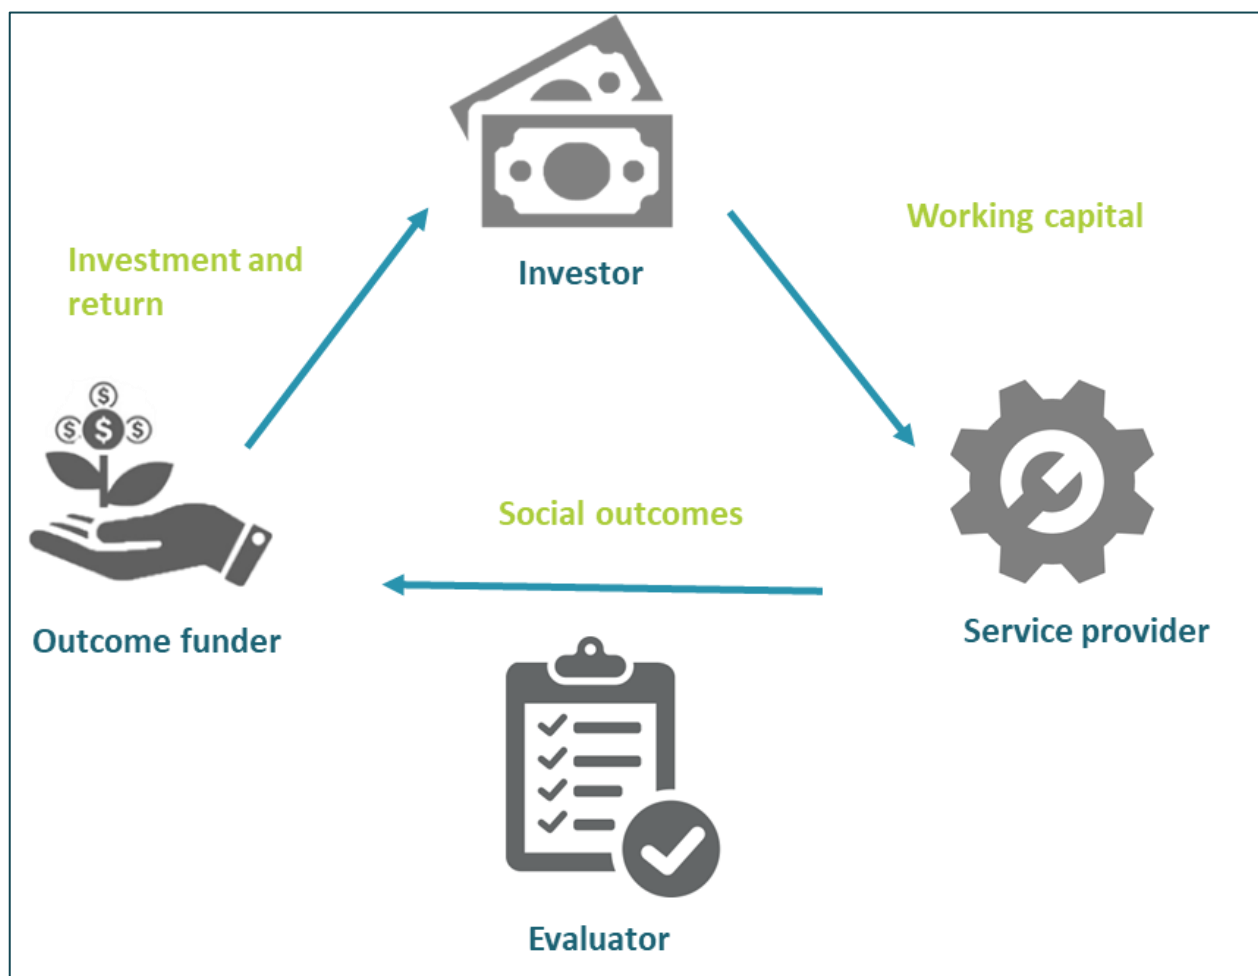 Working capital
Investment and
return
Investor
$
$ $ $
Social outcomes
Outcome funder
Service provider
Evaluator